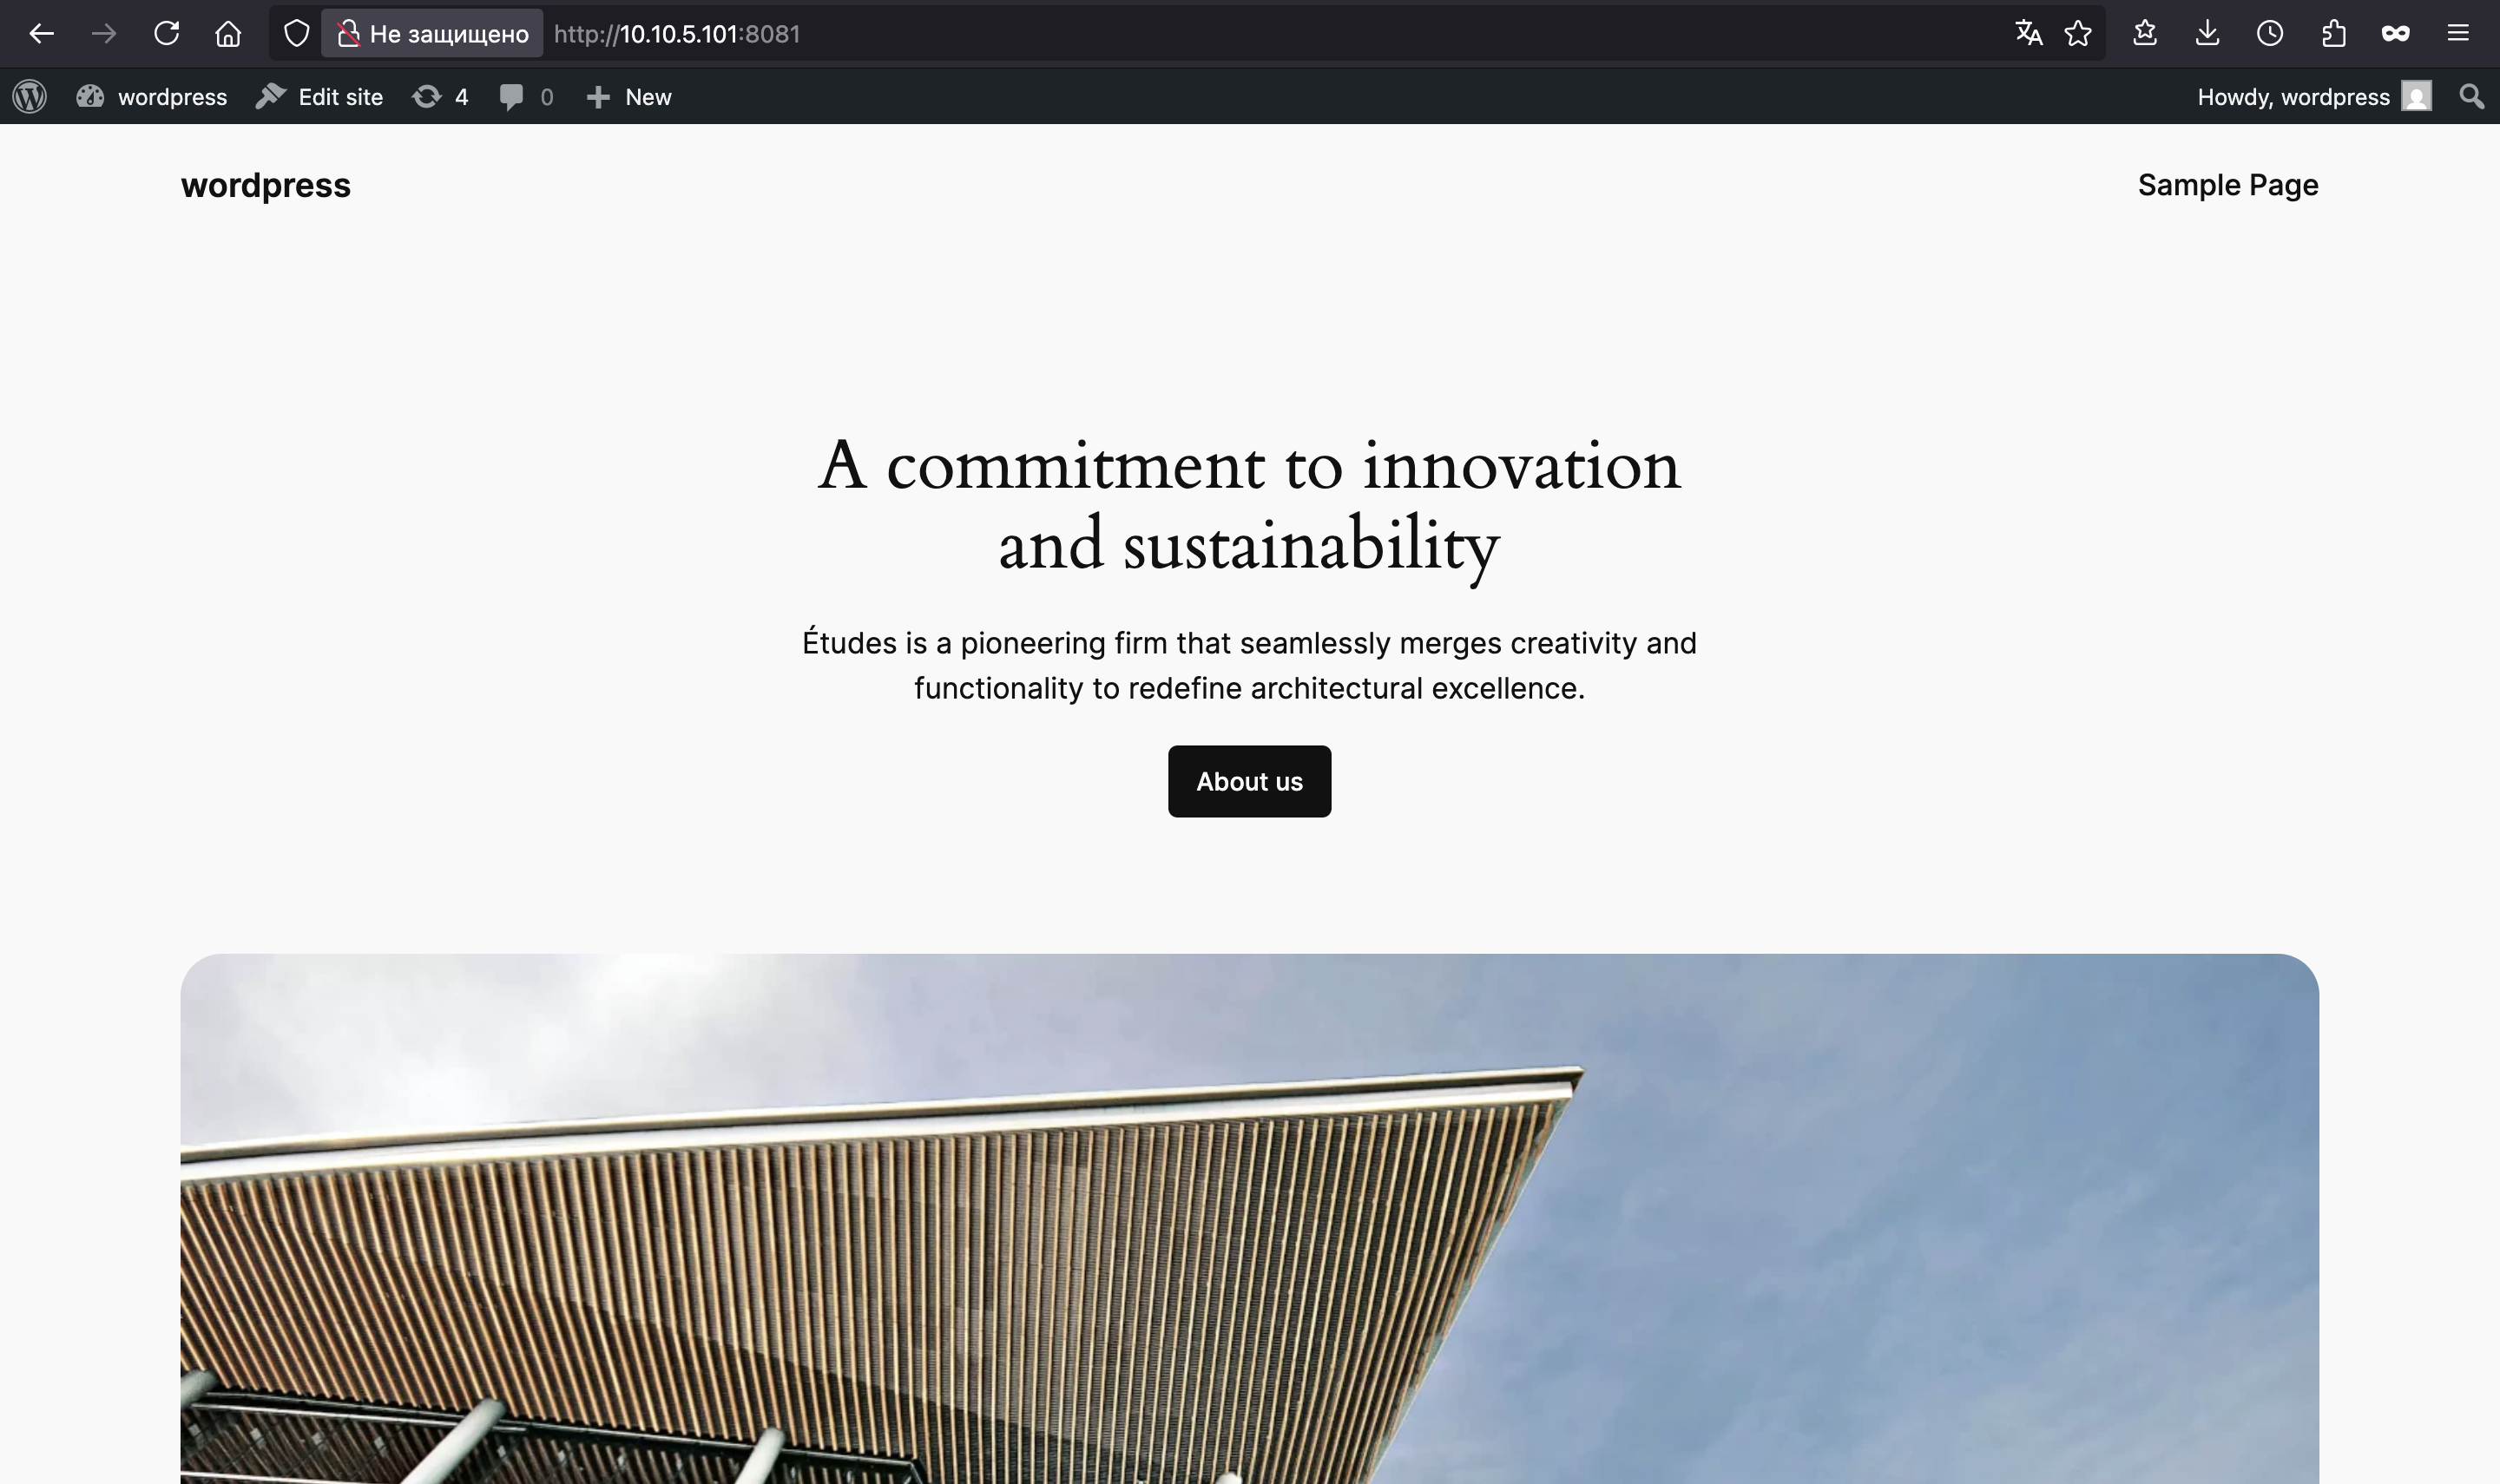 Не защищено http://10.10.5.101:8081
wordpress Edit site 4 0 New Howdy, wordpress
wordpress Sample Page
A commitment to innovation
and sustainability
Études is a pioneering firm that seamlessly merges creativity and
functionality to redefine architectural excellence.
About us